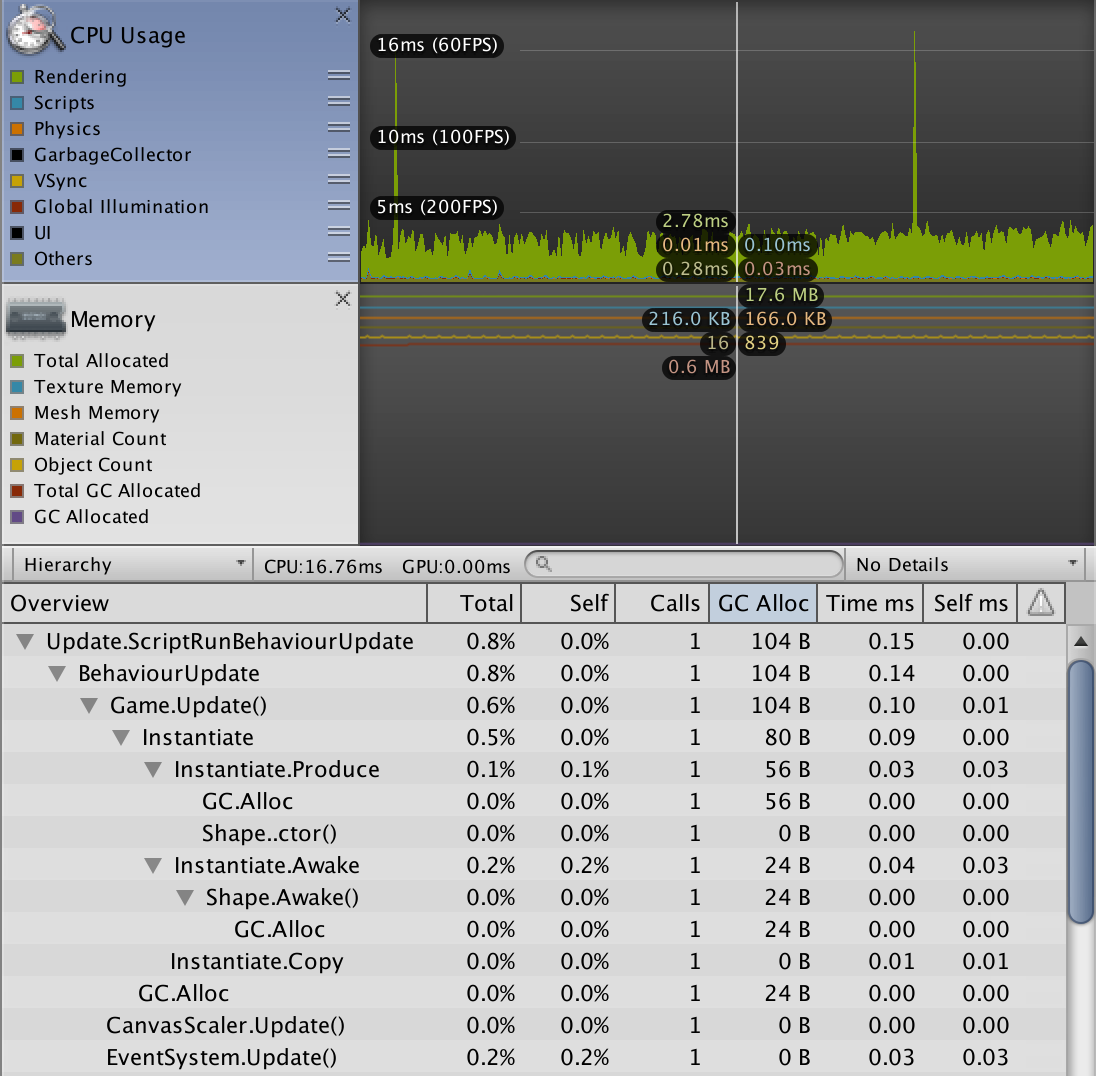 CPU Usage
Rendering
Scripts
Physics
GarbageCollector
VSync
Global Illumination
UI
Others
16ms (60FPS)
10ms (100FPS)
5ms (200FPS)
2.78ms
0.01ms 0.10ms
0.28ms 0.03ms
Memory
Total Allocated
Texture Memory
Mesh Memory
Material Count
Object Count
Total GC Allocated
GC Allocated
17.6 MB
216.0 KB 166.0 KB
16 839
0.6 MB
Hierarchy CPU:16.76ms GPU:0.00ms No Details
Overview Total Self Calls GC Alloc Time ms Self ms
Update.ScriptRunBehaviourUpdate 0.8% 0.0% 1 104 B 0.15 0.00
BehaviourUpdate 0.8% 0.0% 1 104 B 0.14 0.00
Game.Update() 0.6% 0.0% 1 104 B 0.10 0.01
Instantiate 0.5% 0.0% 1 80 B 0.09 0.00
Instantiate.Produce 0.1% 0.1% 1 56 B 0.03 0.03
GC.Alloc 0.0% 0.0% 1 56 B 0.00 0.00
Shape..ctor() 0.0% 0.0% 1 0 B 0.00 0.00
Instantiate.Awake 0.2% 0.2% 1 24 B 0.04 0.03
Shape.Awake() 0.0% 0.0% 1 24 B 0.00 0.00
GC.Alloc 0.0% 0.0% 1 24 B 0.00 0.00
Instantiate.Copy 0.0% 0.0% 1 0 B 0.01 0.01
GC.Alloc 0.0% 0.0% 1 24 B 0.00 0.00
CanvasScaler.Update() 0.0% 0.0% 1 0 B 0.00 0.00
EventSystem.Update() 0.2% 0.2% 1 0 B 0.03 0.03